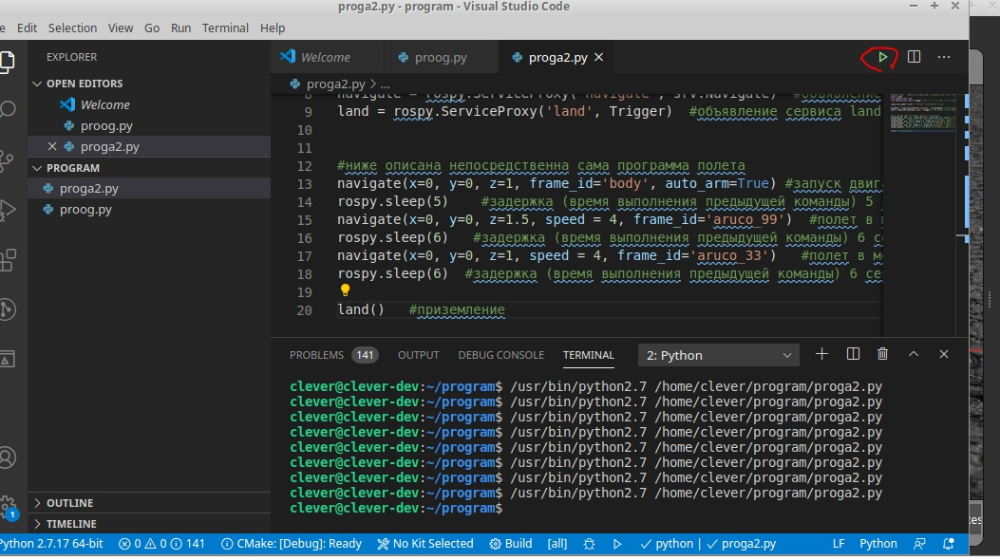 proga2.py - program - Visual Studio Code
e Edit Selection View Go Run Terminal Help
EXPLORER
Welcome
proog.py
proga2.py
OPEN EDITORS
Welcome
proog.py
proga2.py
PROGRAM
proga2.py
proog.py
OUTLINE
TIMELINE
proga2.py > ...
8 navigate = rospy.ServiceProxy('navigate', srv.Navigate) #объявление
9 land = rospy.ServiceProxy('land', Trigger) #объявление сервиса land
10
11
12 #ниже описана непосредственна сама программа полета
13 navigate(x=0, y=0, z=1, frame_id='body', auto_arm=True) #запуск двиг
14 rospy.sleep(5) #задержка (время выполнения предыдущей команды) 5
15 navigate(x=0, y=0, z=1.5, speed = 4, frame_id='aruco_99') #полет в
16 rospy.sleep(6) #задержка (время выполнения предыдущей команды) 6 се
17 navigate(x=0, y=0, z=1, speed = 4, frame_id='aruco_33') #полет в ме
18 rospy.sleep(6) #задержка (время выполнения предыдущей команды) 6 сек
19
20 land() #приземление
PROBLEMS 141 OUTPUT DEBUG CONSOLE TERMINAL 2: Python
clever@clever-dev:~/program$ /usr/bin/python2.7 /home/clever/program/proga2.py
clever@clever-dev:~/program$ /usr/bin/python2.7 /home/clever/program/proga2.py
clever@clever-dev:~/program$ /usr/bin/python2.7 /home/clever/program/proga2.py
clever@clever-dev:~/program$ /usr/bin/python2.7 /home/clever/program/proga2.py
clever@clever-dev:~/program$ /usr/bin/python2.7 /home/clever/program/proga2.py
clever@clever-dev:~/program$ /usr/bin/python2.7 /home/clever/program/proga2.py
clever@clever-dev:~/program$ /usr/bin/python2.7 /home/clever/program/proga2.py
clever@clever-dev:~/program$ /usr/bin/python2.7 /home/clever/program/proga2.py
clever@clever-dev:~/program$
1
Python 2.7.17 64-bit 0 0 141 CMake: [Debug]: Ready No Kit Selected Build [all] python | proga2.py LF Python